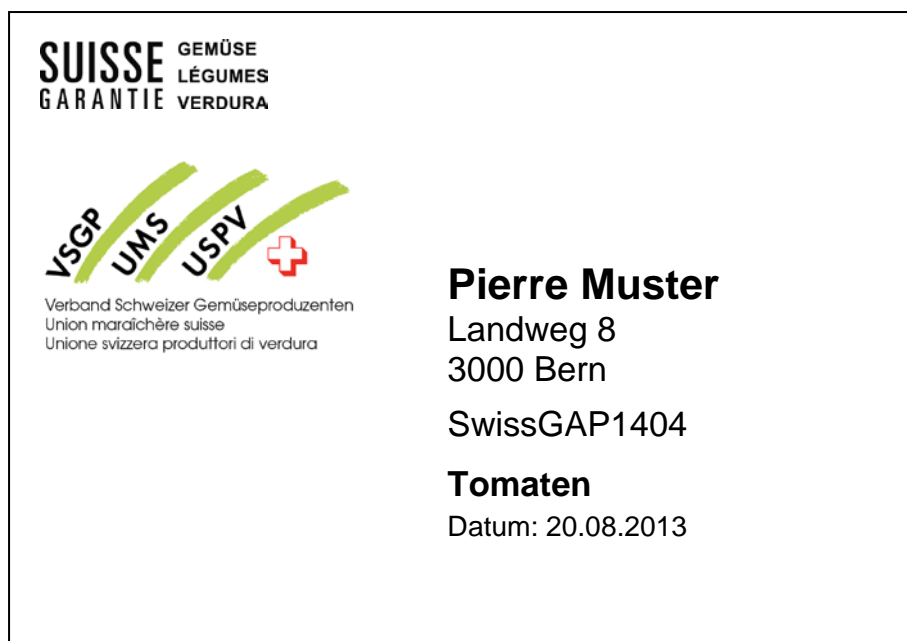 SUISSE GEMÜSE
LÉGUMES
GARANTIE VERDURA
VSGP
UMS
USPV
Verband Schweizer Gemüseproduzenten
Union maraîchère suisse
Unione svizzera produttori di verdura
Pierre Muster
Landweg 8
3000 Bern
SwissGAP1404
Tomaten
Datum: 20.08.2013